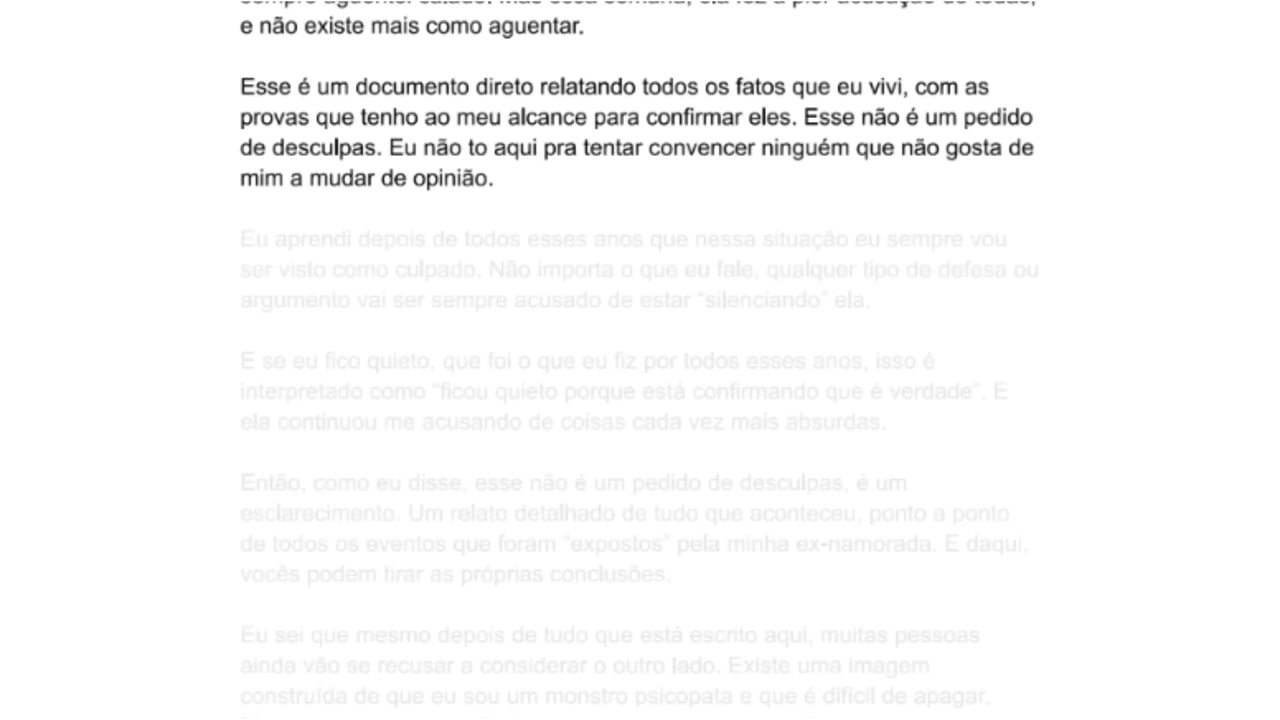 e não existe mais como aguentar.
Esse é um documento direto relatando todos os fatos que eu vivi, com as
provas que tenho ao meu alcance para confirmar eles. Esse não é um pedido
de desculpas. Eu não to aqui pra tentar convencer ninguém que não gosta de
mim a mudar de opinião.
Eu aprendi depois de todos esses anos que nessa situação eu sempre vou
ser visto como culpado. Não importa o que eu fale, qualquer tipo de defesa ou
argumento vai ser sempre acusado de estar “silenciando” ela.
E se eu fico quieto, que foi o que eu fiz por todos esses anos, isso é
interpretado como “ficou quieto porque está confirmando que é verdade”. E
ela continuou me acusando de coisas cada vez mais absurdas.
Então, como eu disse, esse não é um pedido de desculpas, é um
esclarecimento. Um relato detalhado de tudo que aconteceu, ponto a ponto
de todos os eventos que foram “expostos” pela minha ex-namorada. E daqui,
vocês podem tirar as próprias conclusões.
Eu sei que mesmo depois de tudo que está escrito aqui, muitas pessoas
ainda vão se recusar a considerar o outro lado. Existe uma imagem
construída de que eu sou um monstro psicopata e que é difícil de apagar.